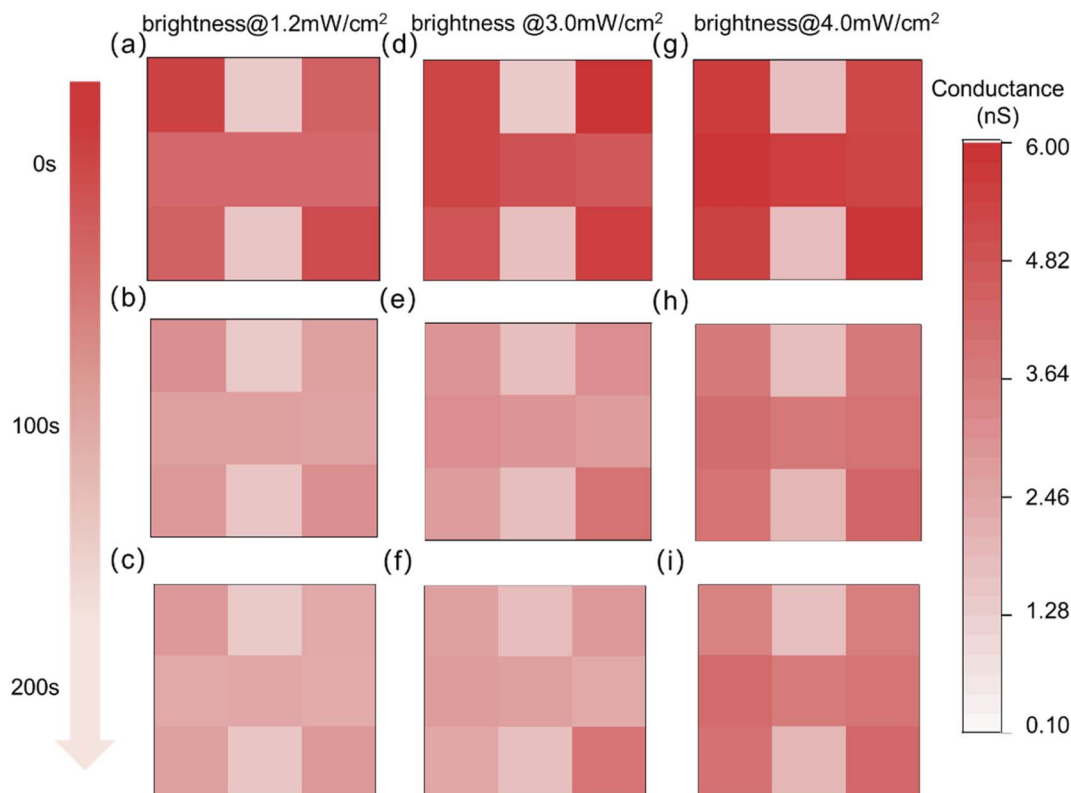 brightness@1.2mW/cm²
brightness @3.0mW/cm²
brightness@4.0mW/cm²
(a)
(d)
(g)
Conductance
(nS)
0s
6.00
4.82
(b)
(e)
(h)
3.64
100s
2.46
(c)
(f)
(i)
1.28
200s
0.10